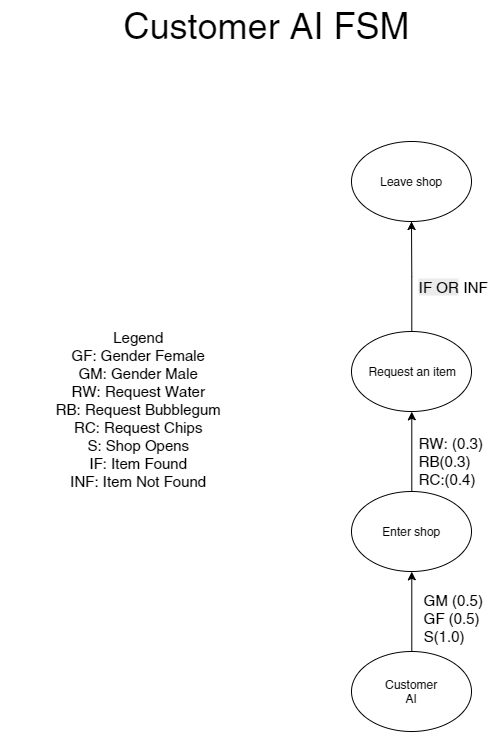 Customer AI FSM
Leave shop
IF OR INF
Legend
GF: Gender Female
GM: Gender Male
RW: Request Water
RB: Request Bubblegum
RC: Request Chips
S: Shop Opens
IF: Item Found
INF: Item Not Found
Request an item
RW: (0.3)
RB(0.3)
RC:(0.4)
Enter shop
GM (0.5)
GF (0.5)
S(1.0)
Customer
AI